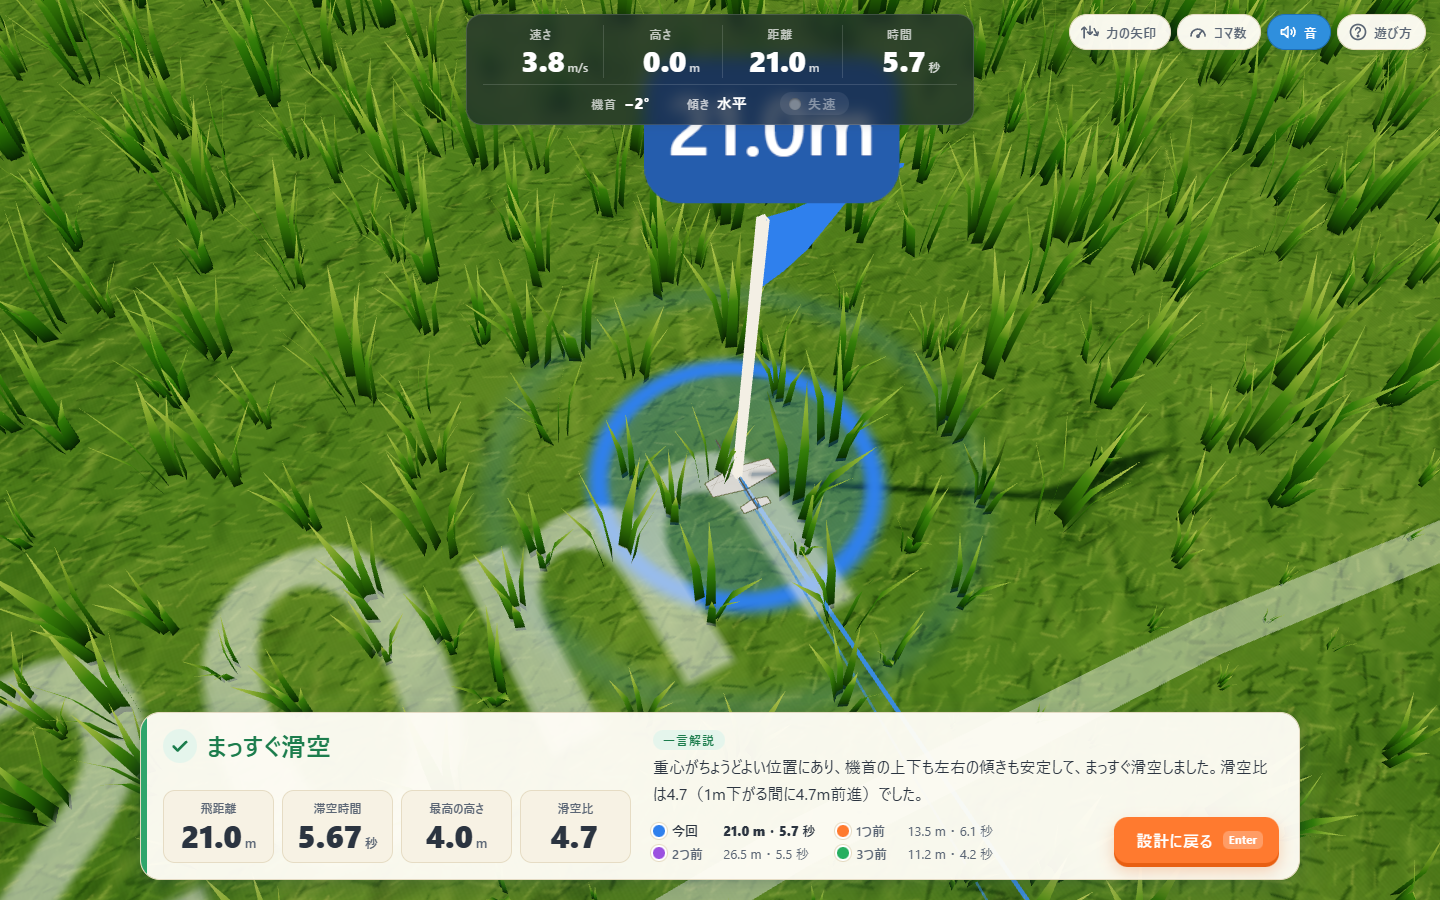 速さ 高さ 距離 時間
3.8 m/s 0.0 m 21.0 m 5.7 秒
機首 −2° 傾き 水平 失速
力の矢印 コマ数 音 遊び方
21.0m
まっすぐ滑空
飛距離 滞空時間 最高の高さ 滑空比
21.0 m 5.67 秒 4.0 m 4.7
一言解説
重心がちょうどよい位置にあり、機首の上下も左右の傾きも安定して、まっすぐ滑空しました。滑空比
は4.7（1m下がる間に4.7m前進）でした。
今回 21.0 m・5.7 秒 1つ前 13.5 m・6.1 秒
2つ前 26.5 m・5.5 秒 3つ前 11.2 m・4.2 秒
設計に戻る Enter